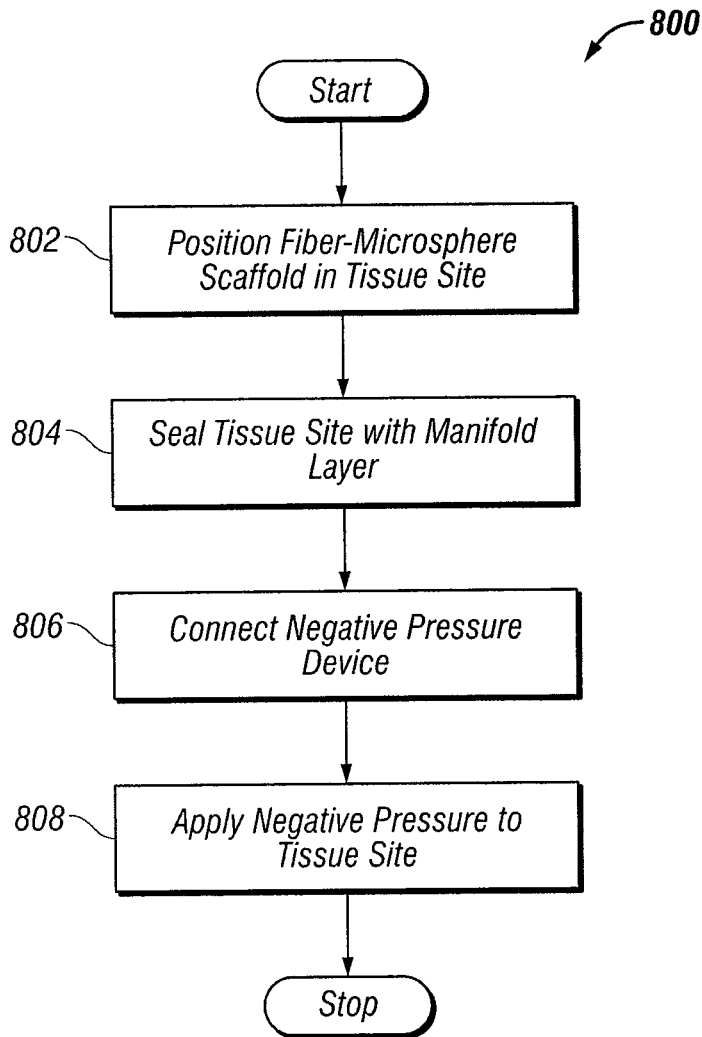 800
Start
802
Position Fiber-Microsphere
Scaffold in Tissue Site
804
Seal Tissue Site with Manifold
Layer
806
Connect Negative Pressure
Device
808
Apply Negative Pressure to
Tissue Site
Stop